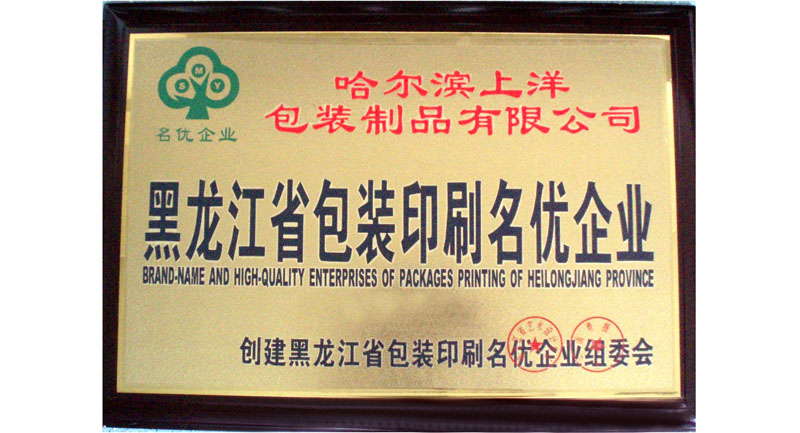 SMY
名优企业
哈尔滨上洋
包装制品有限公司
黑龙江省包装印刷名优企业
BRAND-NAME AND HIGH-QUALITY ENTERPRISES OF PACKAGES PRINTING OF HEILONGJIANG PROVINCE
创建黑龙江省包装印刷名优企业组委会